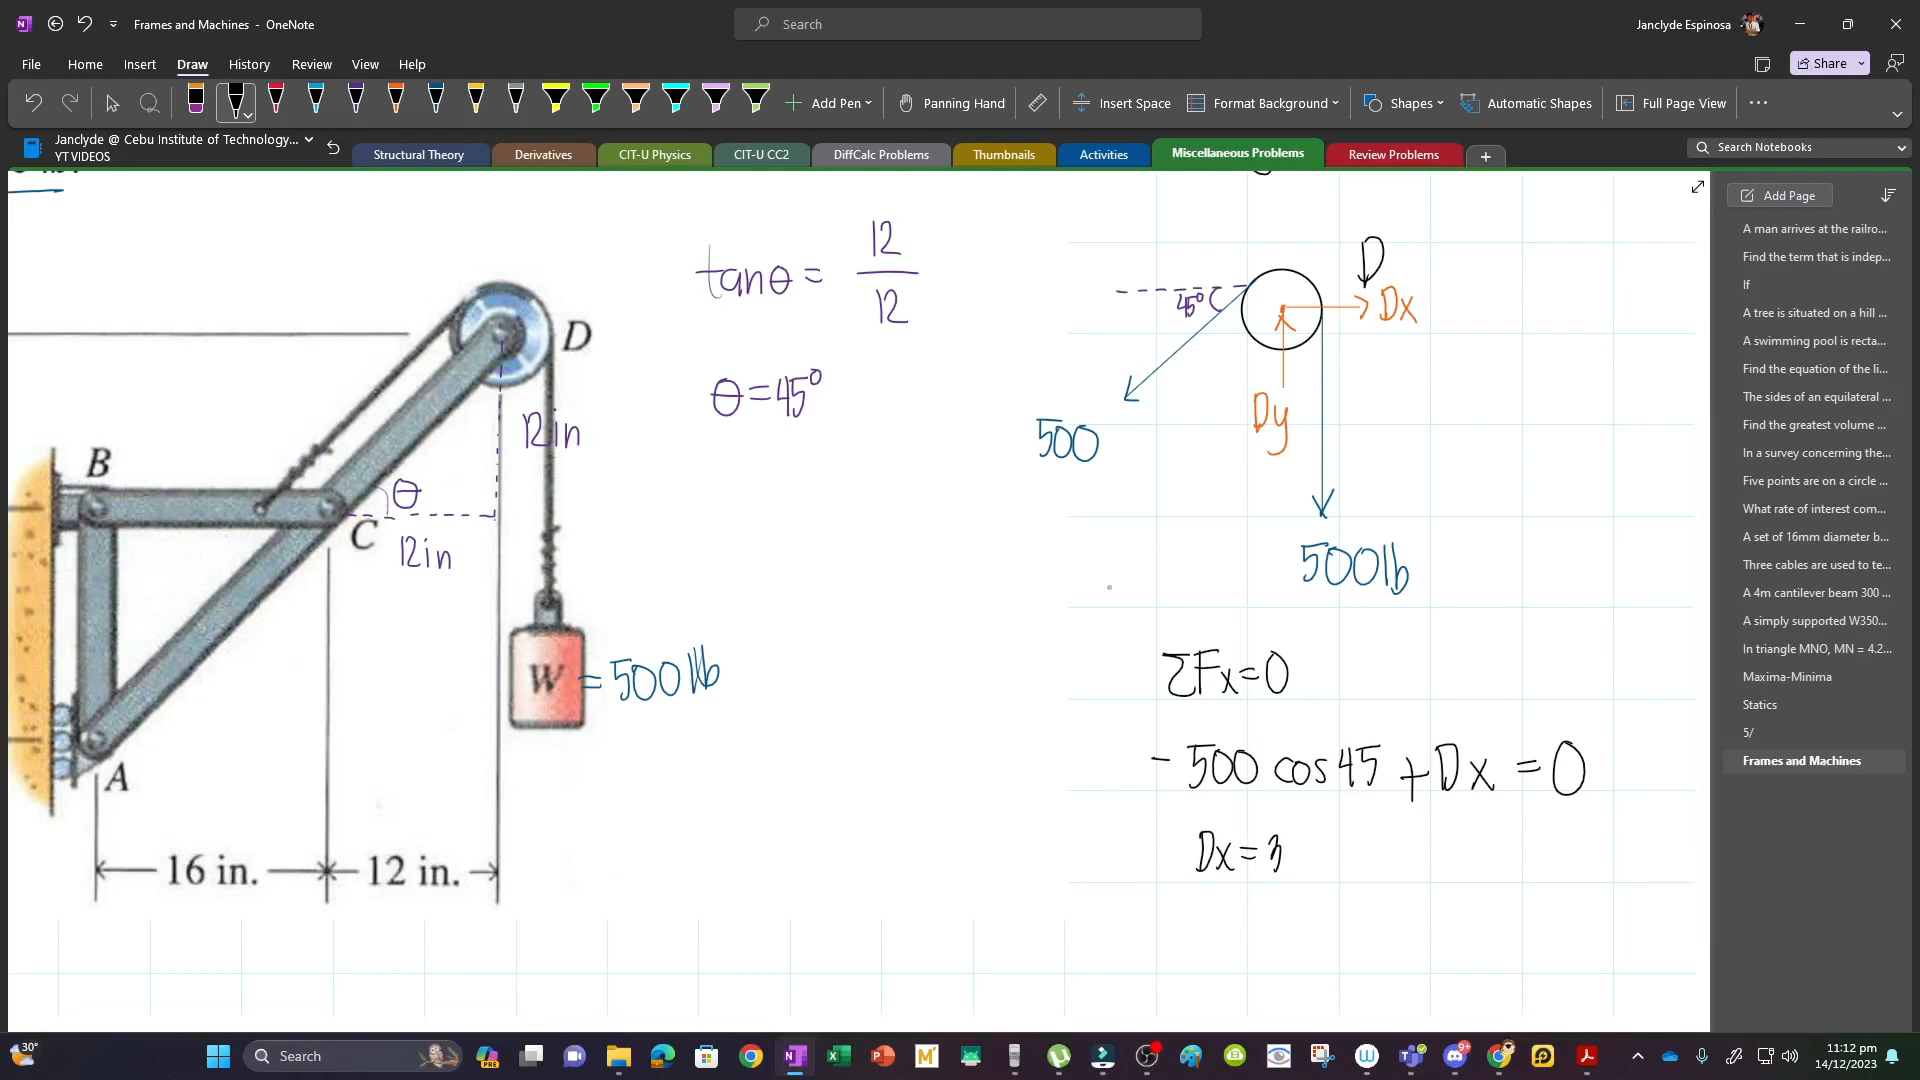 Frames and Machines - OneNote
Search
Janclyde Espinosa
File Home Insert Draw History Review View Help
Share
Add Pen
Panning Hand
Insert Space
Format Background
Shapes
Automatic Shapes
Full Page View
Janclyde @ Cebu Institute of Technology...
YT VIDEOS
Structural Theory
Derivatives
CIT-U Physics
CIT-U CC2
DiffCalc Problems
Thumbnails
Activities
Miscellaneous Problems
Review Problems
Search Notebooks
Add Page
A man arrives at the railro...
Find the term that is indep...
If
A tree is situated on a hill ...
A swimming pool is recta...
Find the equation of the li...
The sides of an equilateral ...
Find the greatest volume ...
In a survey concerning the...
Five points are on a circle ...
What rate of interest com...
A set of 16mm diameter b...
Three cables are used to te...
A 4m cantilever beam 300 ...
A simply supported W350...
In triangle MNO, MN = 4.2...
Maxima-Minima
Statics
5/
Frames and Machines
tanθ = 12/12
θ = 45°
D
12in
B
θ
C
12in
W = 500lb
A
16 in.
12 in.
D
45°
Dx
Dy
500
500lb
ΣFx=0
- 500 cos 45 + Dx = 0
Dx = 3
30°
Search
PRE
9+
11:12 pm
14/12/2023